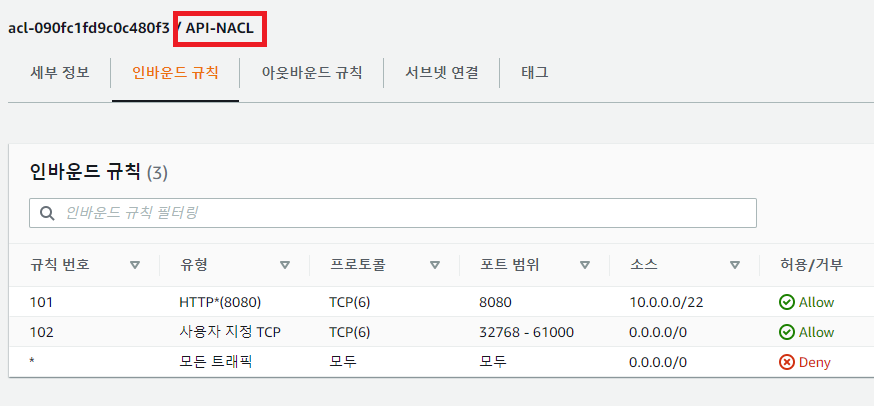 acl-090fc1fd9c0c480f3 / API-NACL
세부 정보 인바운드 규칙 아웃바운드 규칙 서브넷 연결 태그
인바운드 규칙 (3)
인바운드 규칙 필터링
규칙 번호 유형 프로토콜 포트 범위 소스 허용/거부
101 HTTP*(8080) TCP(6) 8080 10.0.0.0/22 Allow
102 사용자 지정 TCP TCP(6) 32768 - 61000 0.0.0.0/0 Allow
* 모든 트래픽 모두 모두 0.0.0.0/0 Deny